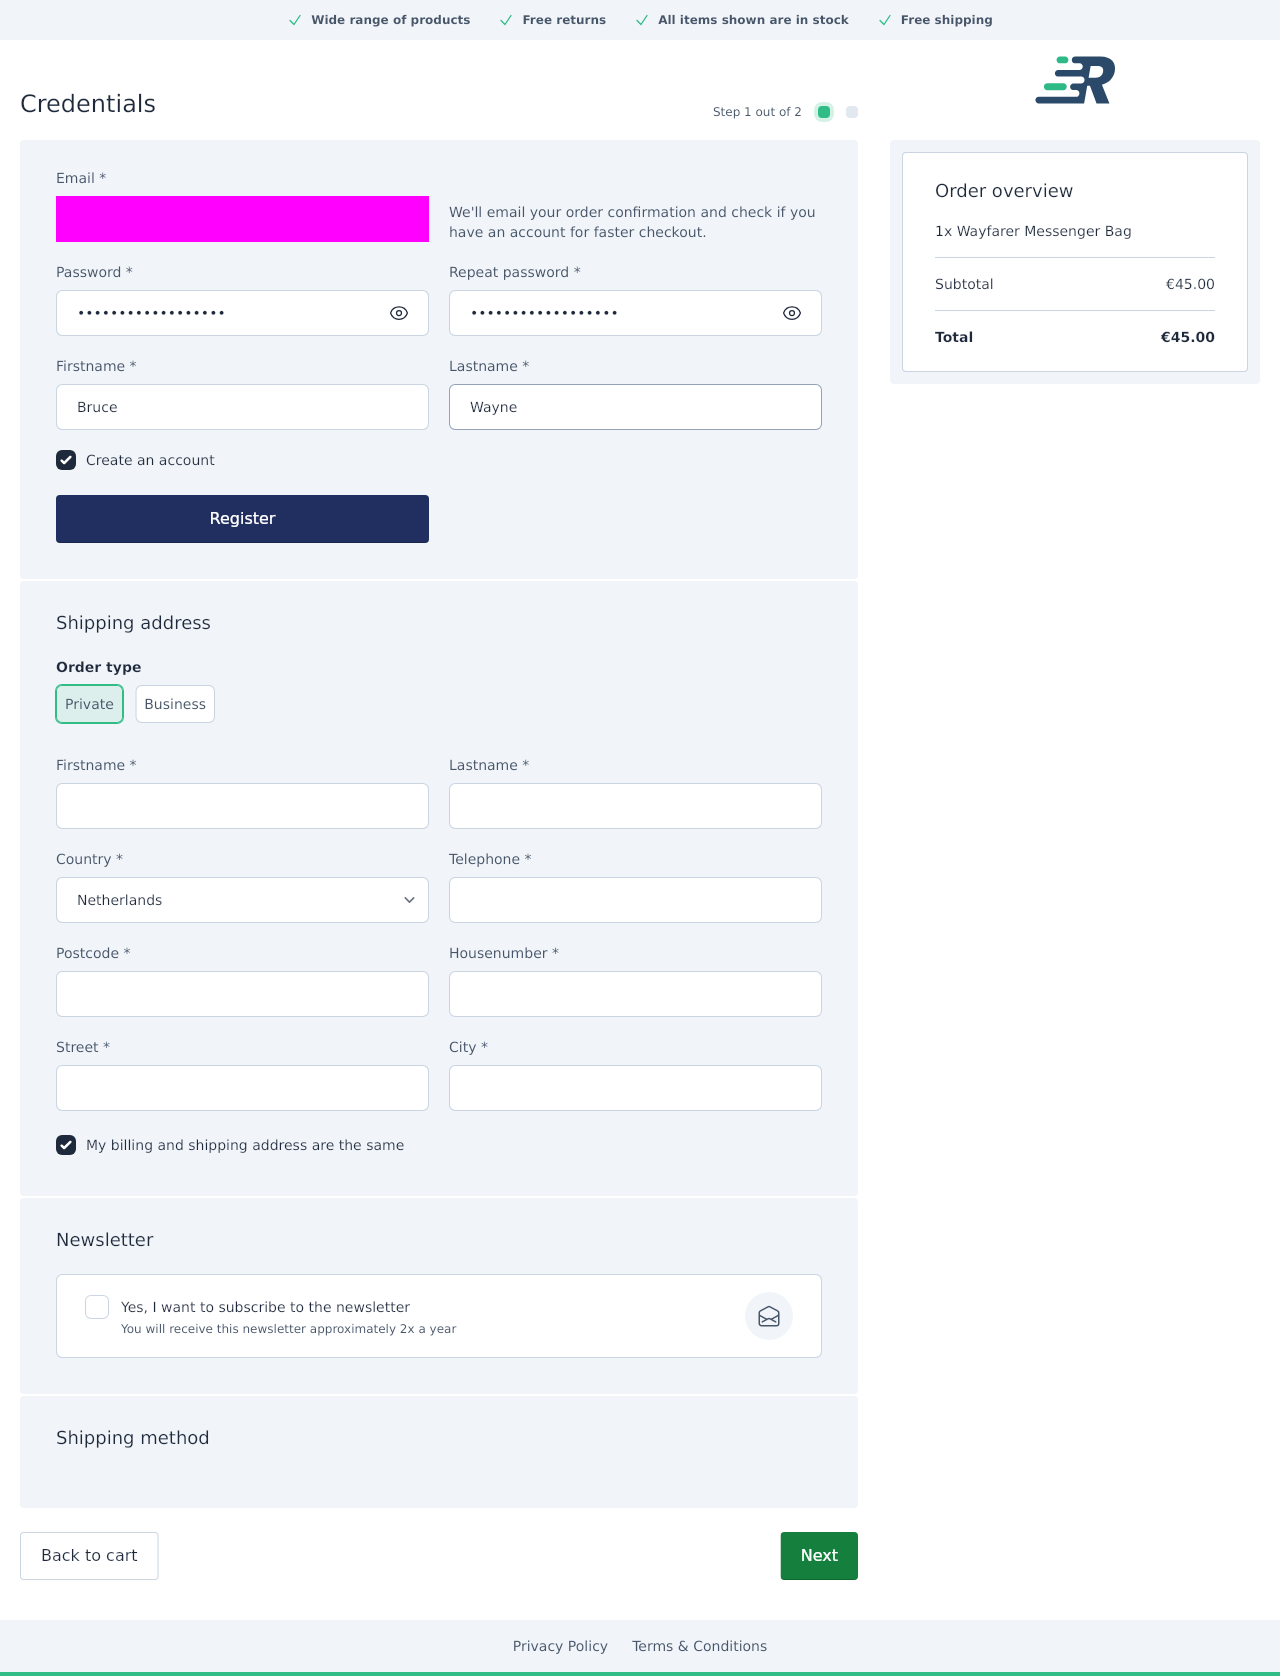 Wide range of products
Free returns
All items shown are in stock
Free shipping
R
Credentials
Step 1 out of 2
Email *
We'll email your order confirmation and check if you
have an account for faster checkout.
Password *
Repeat password *
••••••••••••••••••
••••••••••••••••••
Firstname *
Lastname *
Bruce
Wayne
Create an account
Register
Order overview
1x Wayfarer Messenger Bag
Subtotal €45.00
Total €45.00
Shipping address
Order type
Private
Business
Firstname *
Lastname *
Country *
Telephone *
Netherlands
Postcode *
Housenumber *
Street *
City *
My billing and shipping address are the same
Newsletter
Yes, I want to subscribe to the newsletter
You will receive this newsletter approximately 2x a year
Shipping method
Back to cart
Next
Privacy Policy
Terms & Conditions